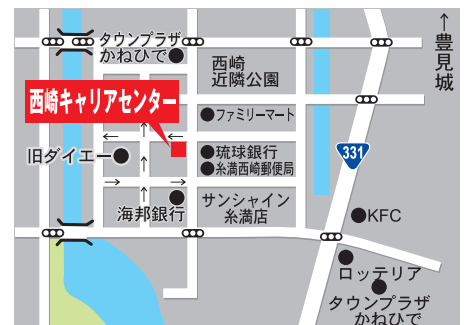 ↑
豊見城
タウンプラザ
かねひで
西崎
近隣公園
西崎キャリアセンター
ファミリーマート
331
旧ダイエー
琉球銀行
糸満西崎郵便局
海邦銀行
サンシャイン
糸満店
KFC
ロッテリア
タウンプラザ
かねひで